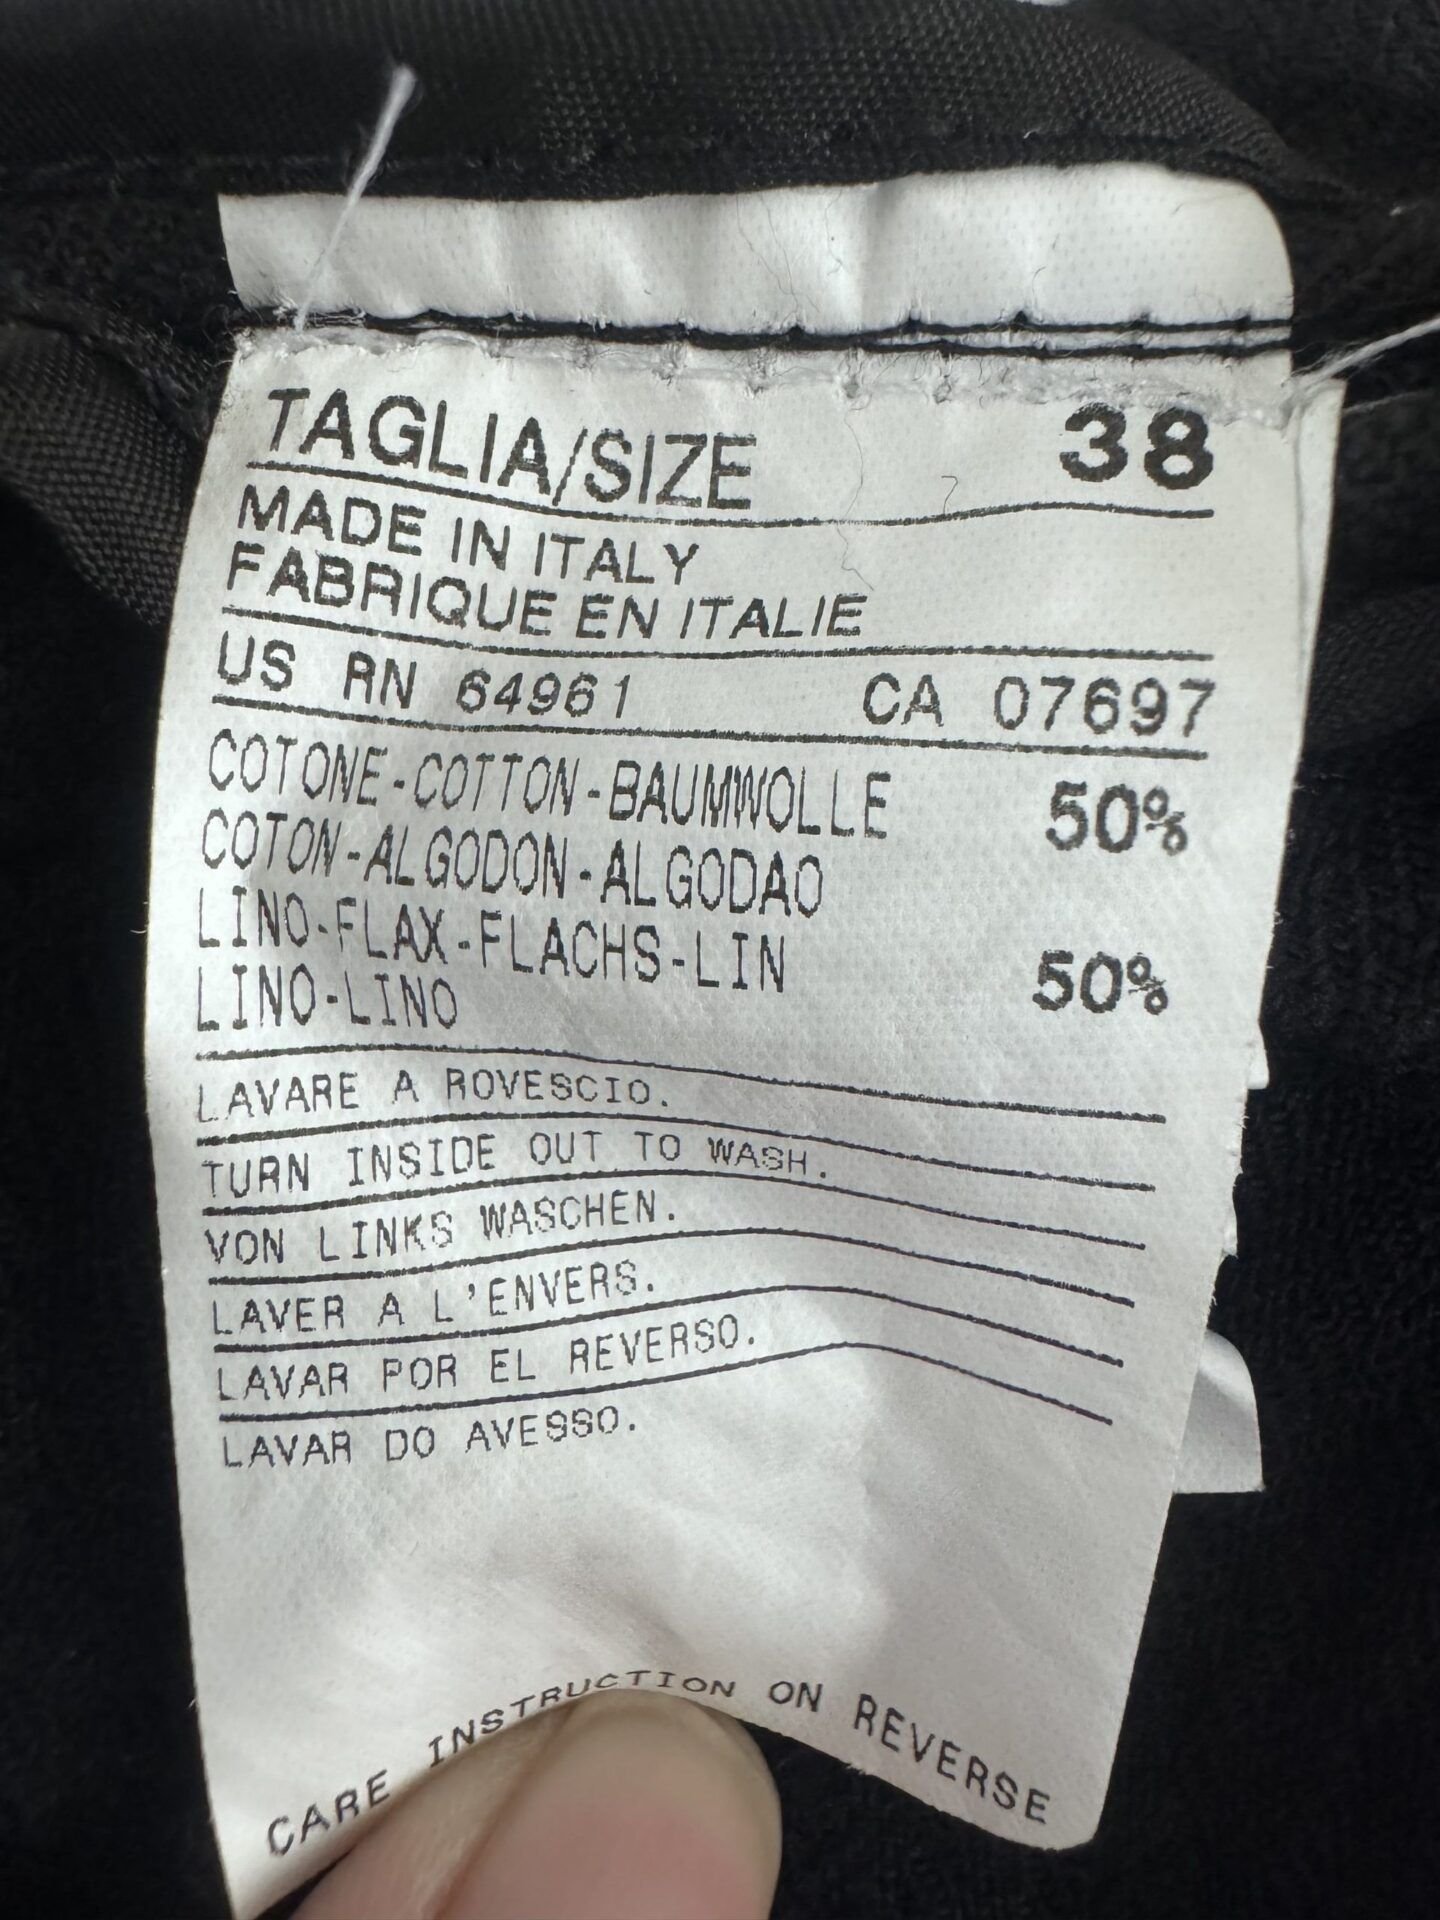 TAGLIA/SIZE 38
MADE IN ITALY
FABRIQUE EN ITALIE
US RN 64961 CA 07697
COTONE-COTTON-BAUMWOLLE 50%
COTON-ALGODON-ALGODAO
LINO-FLAX-FLACHS-LIN 50%
LINO-LINO
LAVARE A ROVESCIO.
TURN INSIDE OUT TO WASH.
VON LINKS WASCHEN.
LAVER A L'ENVERS.
LAVAR POR EL REVERSO.
LAVAR DO AVESSO.
CARE INSTRUCTION ON REVERSE